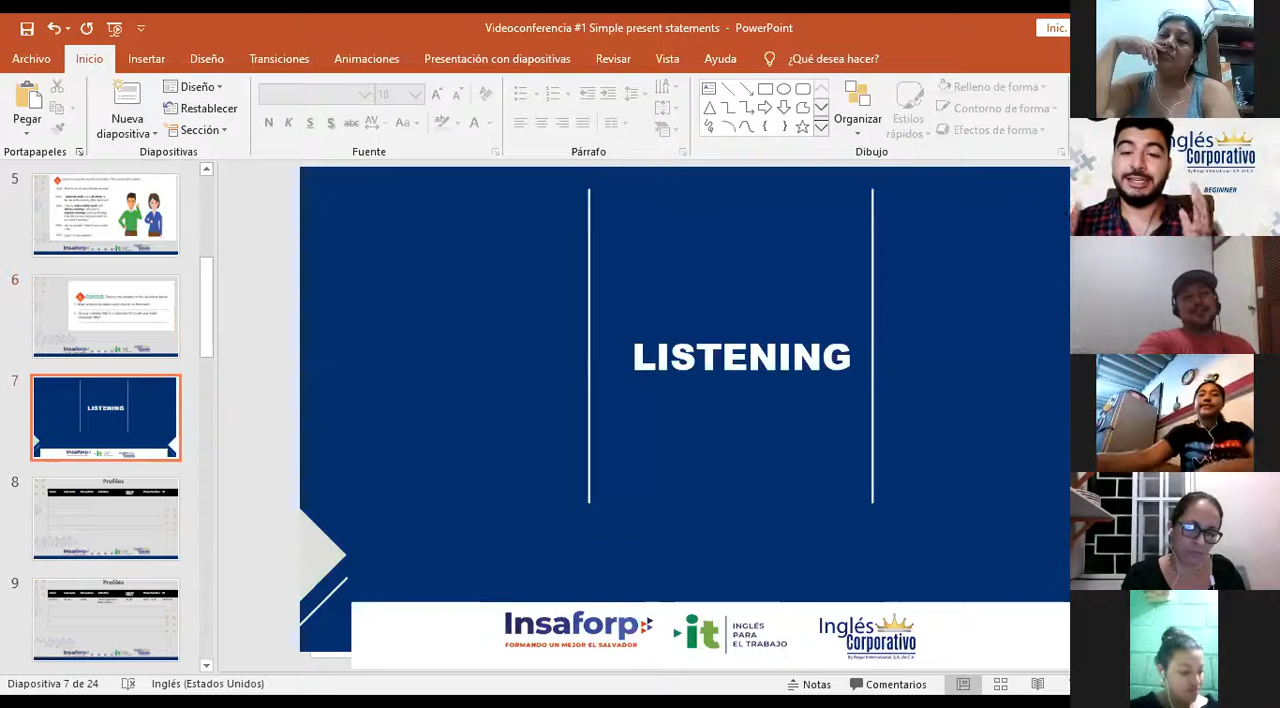 Videoconferencia #1 Simple present statements - PowerPoint
Inic.
Archivo Inicio Insertar Diseño Transiciones Animaciones Presentación con diapositivas Revisar Vista Ayuda ¿Qué desea hacer?
Pegar
Nueva diapositiva
Diseño
Restablecer
Sección
18
N K S S abc AV Aa A
Organizar
Estilos rápidos
Relleno de forma
Contorno de forma
Efectos de forma
Portapapeles Diapositivas Fuente Párrafo Dibujo
5
6
7
LISTENING
8
Profiles
9
Profiles
LISTENING
Insaforp
FORMANDO UN MEJOR EL SALVADOR
it
INGLÉS
PARA
EL TRABAJO
Inglés
Corporativo
Inglés
Corporativo
BEGINNER
Diapositiva 7 de 24 Inglés (Estados Unidos) Notas Comentarios